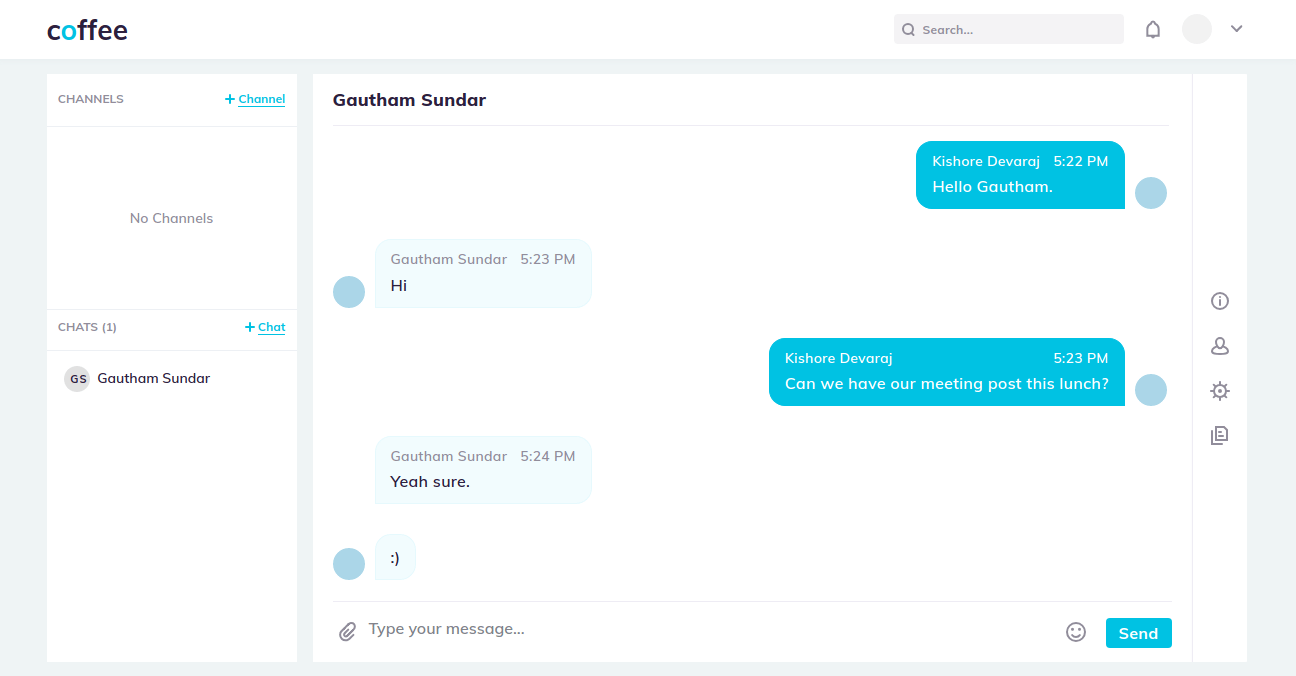 coffee
Search...
CHANNELS
+ Channel
No Channels
CHATS (1)
+ Chat
GS Gautham Sundar
Gautham Sundar
Kishore Devaraj 5:22 PM
Hello Gautham.
Gautham Sundar 5:23 PM
Hi
Kishore Devaraj 5:23 PM
Can we have our meeting post this lunch?
Gautham Sundar 5:24 PM
Yeah sure.
:)
Type your message...
Send